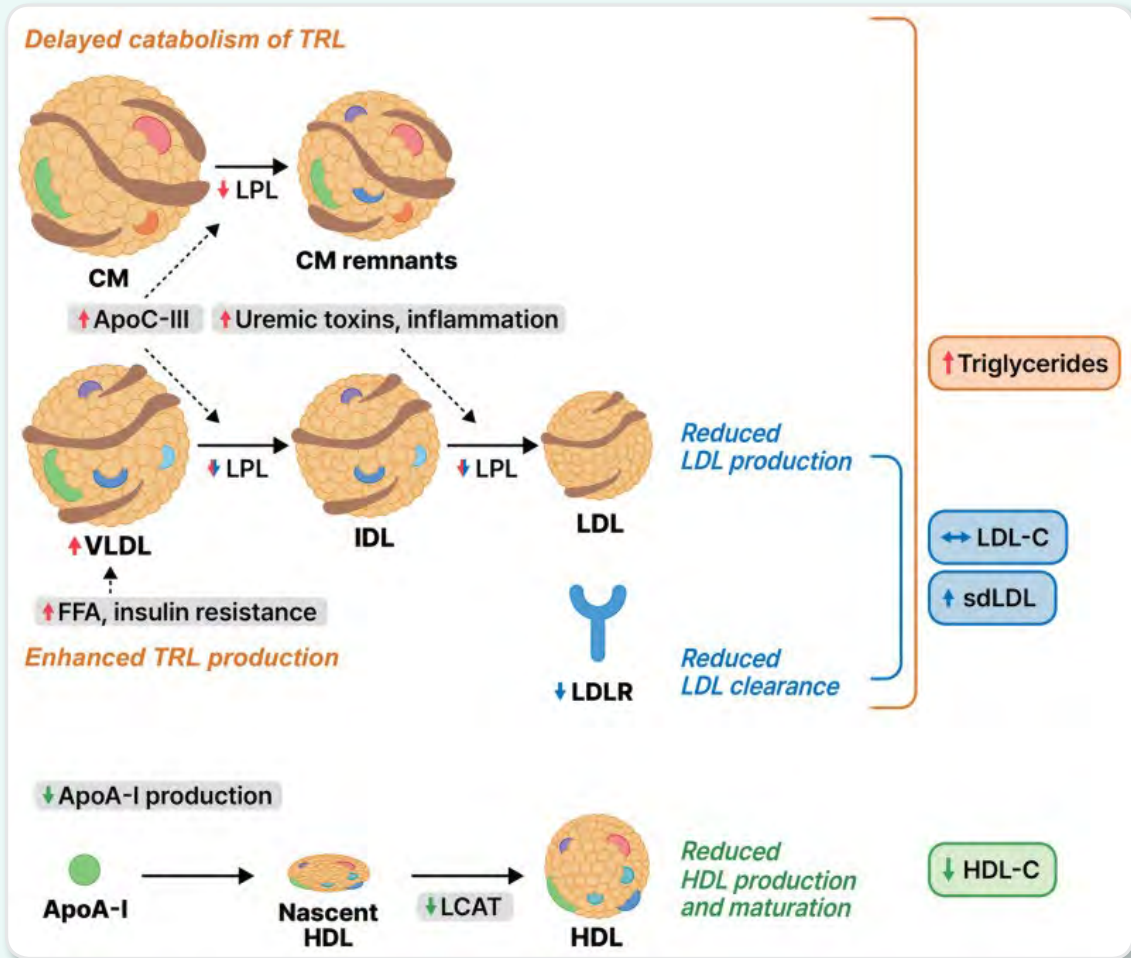 Delayed catabolism of TRL
↓ LPL
CM
CM remnants
↑ ApoC-III
↑ Uremic toxins, inflammation
↑ Triglycerides
↓ LPL
↓ LPL
Reduced
LDL production
↑ VLDL
IDL
LDL
↔ LDL-C
↑ sdLDL
↑ FFA, insulin resistance
Enhanced TRL production
↓ LDLR
Reduced
LDL clearance
↓ ApoA-I production
ApoA-I
Nascent
HDL
↓ LCAT
HDL
Reduced
HDL production
and maturation
↓ HDL-C